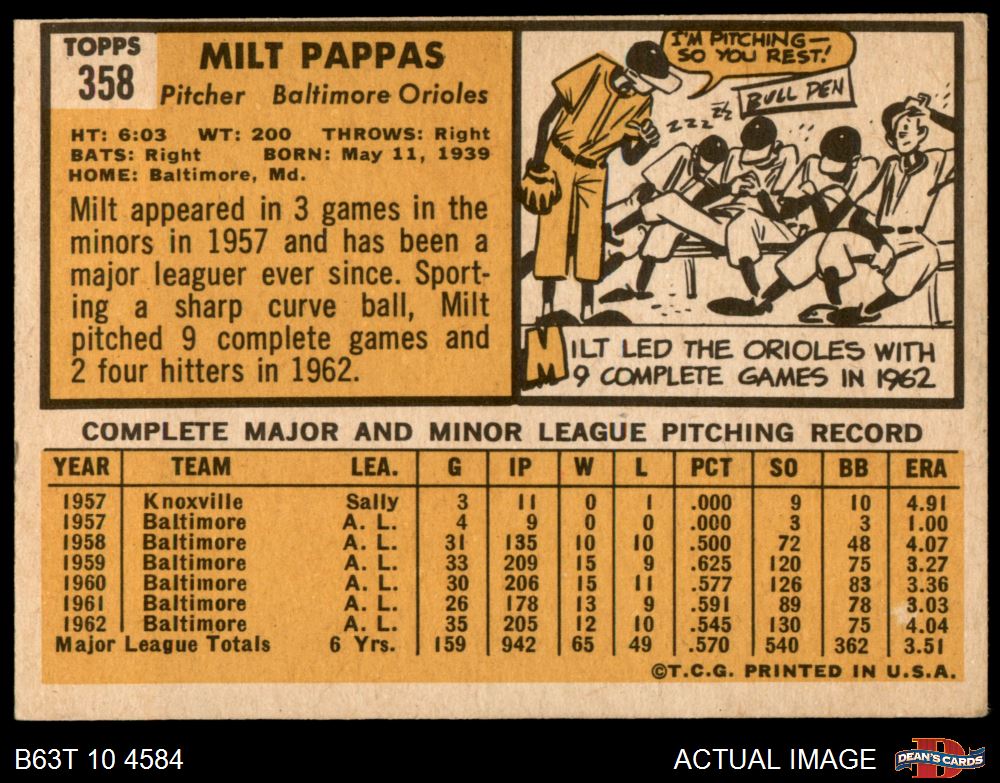 TOPPS
358
MILT PAPPAS
Pitcher Baltimore Orioles
HT: 6:03 WT: 200 THROWS: Right
BATS: Right BORN: May 11, 1939
HOME: Baltimore, Md.
Milt appeared in 3 games in the
minors in 1957 and has been a
major leaguer ever since. Sport-
ing a sharp curve ball, Milt
pitched 9 complete games and
2 four hitters in 1962.
I'M PITCHING—
SO YOU REST!
BULL PEN
ZZZZZZ
MILT LED THE ORIOLES WITH
9 COMPLETE GAMES IN 1962
COMPLETE MAJOR AND MINOR LEAGUE PITCHING RECORD
YEAR TEAM LEA. G IP W L PCT SO BB ERA
1957 Knoxville Sally 3 11 0 1 .000 9 10 4.91
1957 Baltimore A. L. 4 9 0 0 .000 3 3 1.00
1958 Baltimore A. L. 31 135 10 10 .500 72 48 4.07
1959 Baltimore A. L. 33 209 15 9 .625 120 75 3.27
1960 Baltimore A. L. 30 206 15 11 .577 126 83 3.36
1961 Baltimore A. L. 26 178 13 9 .591 89 78 3.03
1962 Baltimore A. L. 35 205 12 10 .545 130 75 4.04
Major League Totals 6 Yrs. 159 942 65 49 .570 540 362 3.51
©T.C.G. PRINTED IN U.S.A.
B63T 10 4584
ACTUAL IMAGE
D
DEAN'S CARDS